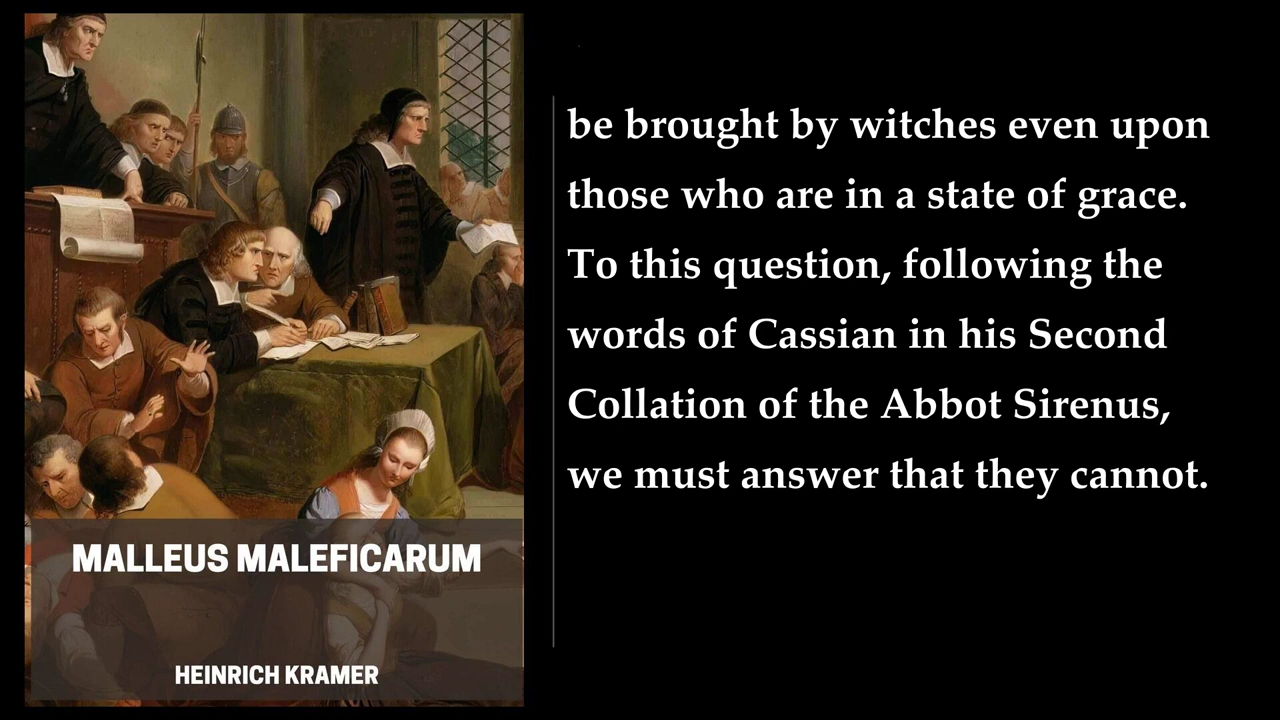 MALLEUS MALEFICARUM
HEINRICH KRAMER
be brought by witches even upon
those who are in a state of grace.
To this question, following the
words of Cassian in his Second
Collation of the Abbot Sirenus,
we must answer that they cannot.